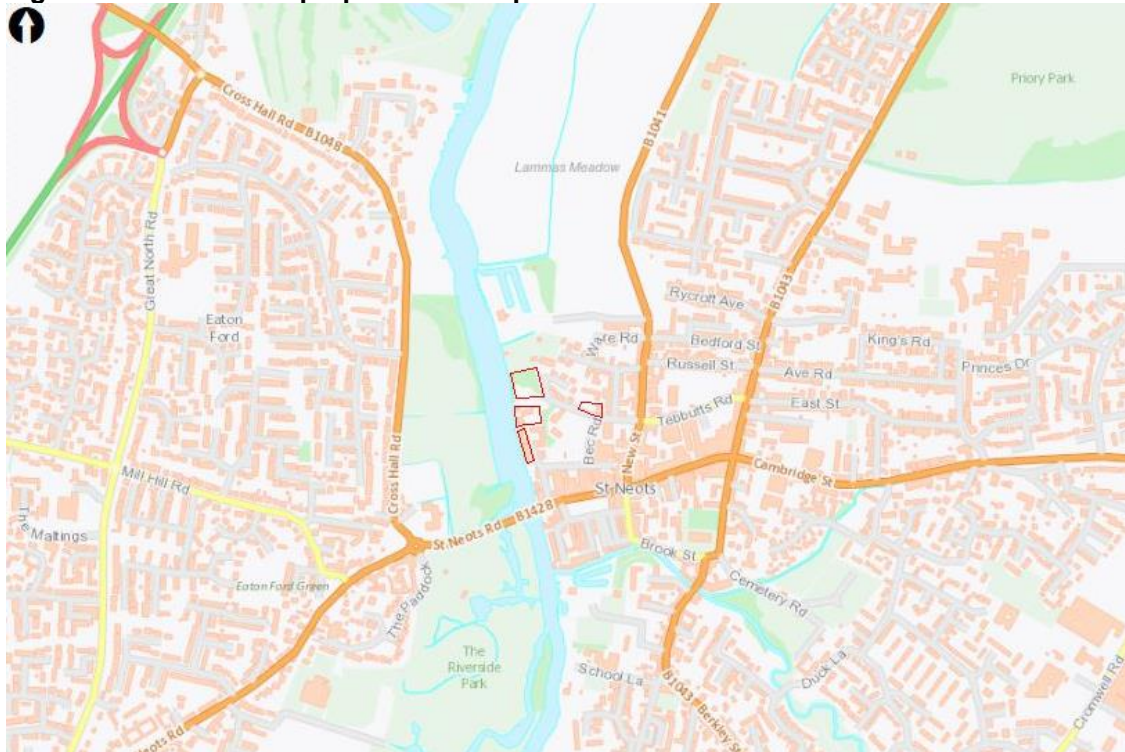 Priory Park
Cross Hall Rd B1048
B1041
Lammas Meadow
Great North Rd
Eaton
Ford
B1043
Rycroft Ave
Ware Rd
Bedford St
King's Rd
Russell St
Ave Rd
Princes Dr
East St
Tebbutts Rd
Bec Rd
New St
Cross Hall Rd
Mill Hill Rd
Cambridge St
St Neots
The Maltings
St Neots Rd B1428
Brook St
Eaton Ford Green
The Paddock
Cemetery Rd
The
Riverside
Park
School La
Duck La
B1043 Berkley St
Cromwell Rd
Neots Rd